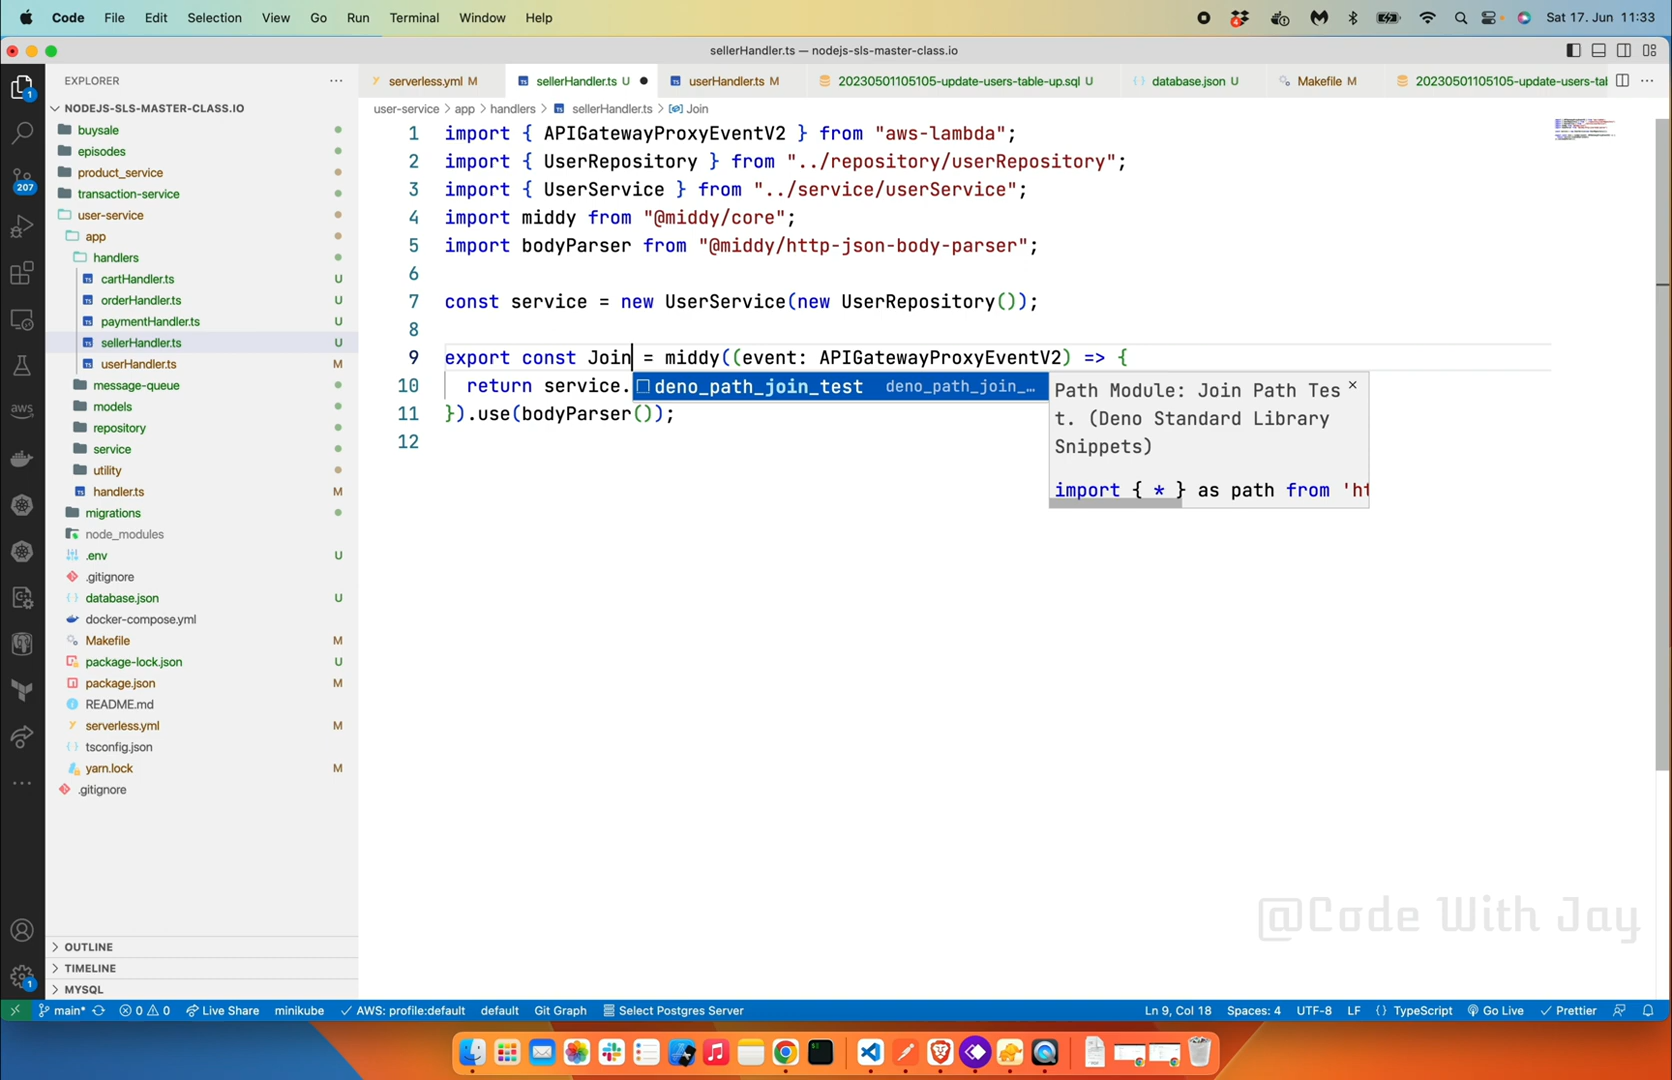 Code File Edit Selection View Go Run Terminal Window Help
Sat 17. Jun 11:33
sellerHandler.ts — nodejs-sls-master-class.io
EXPLORER
serverless.yml M
sellerHandler.ts U
userHandler.ts M
20230501105105-update-users-table-up.sql U
database.json U
Makefile M
20230501105105-update-users-tab
user-service > app > handlers > sellerHandler.ts > Join
NODEJS-SLS-MASTER-CLASS.IO
buysale
episodes
product_service
transaction-service
user-service
app
handlers
cartHandler.ts U
orderHandler.ts U
paymentHandler.ts U
sellerHandler.ts U
userHandler.ts M
message-queue
models
repository
service
utility
handler.ts M
migrations
node_modules
.env U
.gitignore
database.json U
docker-compose.yml
Makefile M
package-lock.json U
package.json M
README.md
serverless.yml M
tsconfig.json
yarn.lock M
.gitignore
OUTLINE
TIMELINE
MYSQL
1
207
aws
1
1 import { APIGatewayProxyEventV2 } from "aws-lambda";
2 import { UserRepository } from "../repository/userRepository";
3 import { UserService } from "../service/userService";
4 import middy from "@middy/core";
5 import bodyParser from "@middy/http-json-body-parser";
6
7 const service = new UserService(new UserRepository());
8
9 export const Join = middy((event: APIGatewayProxyEventV2) => {
10 return service.
11 }).use(bodyParser());
12
deno_path_join_test deno_path_join_…
Path Module: Join Path Tes
t. (Deno Standard Library
Snippets)
import { * } as path from 'ht
@Code With Jay
main* 0 0 Live Share minikube AWS: profile:default default Git Graph Select Postgres Server
Ln 9, Col 18 Spaces: 4 UTF-8 LF {} TypeScript Go Live Prettier